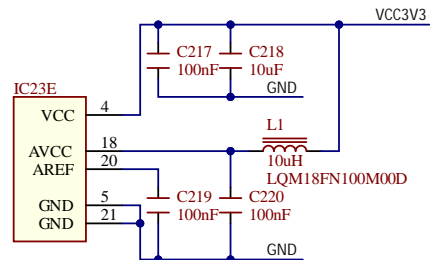 VCC3V3
C217
C218
100nF
10uF
IC23E
GND
4
VCC
L1
18
AVCC
10uH
20
AREF
LQM18FN100M00D
C219
C220
5
GND
100nF
100nF
21
GND
GND